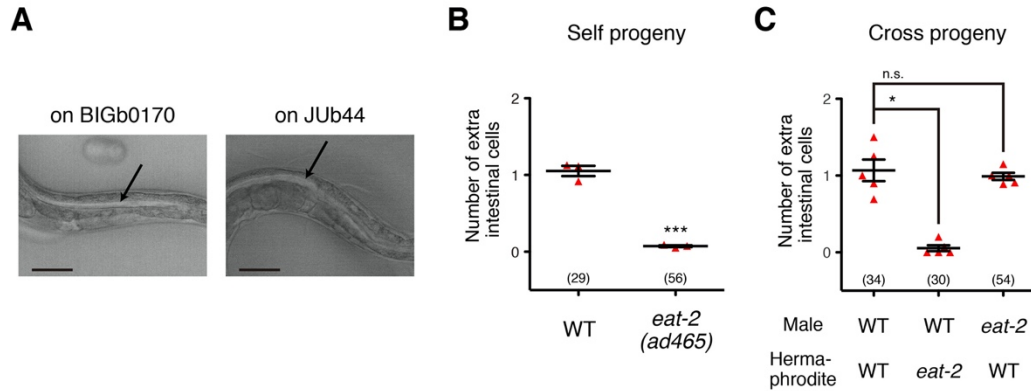 A
on BIGb0170
on JUb44
B
Self progeny
Number of extra
intestinal cells
2
1
0
***
(29)
(56)
WT
eat-2
(ad465)
C
Cross progeny
Number of extra
intestinal cells
2
1
0
n.s.
*
(34)
(30)
(54)
Male
WT
WT
eat-2
Herma-
phrodite
WT
eat-2
WT